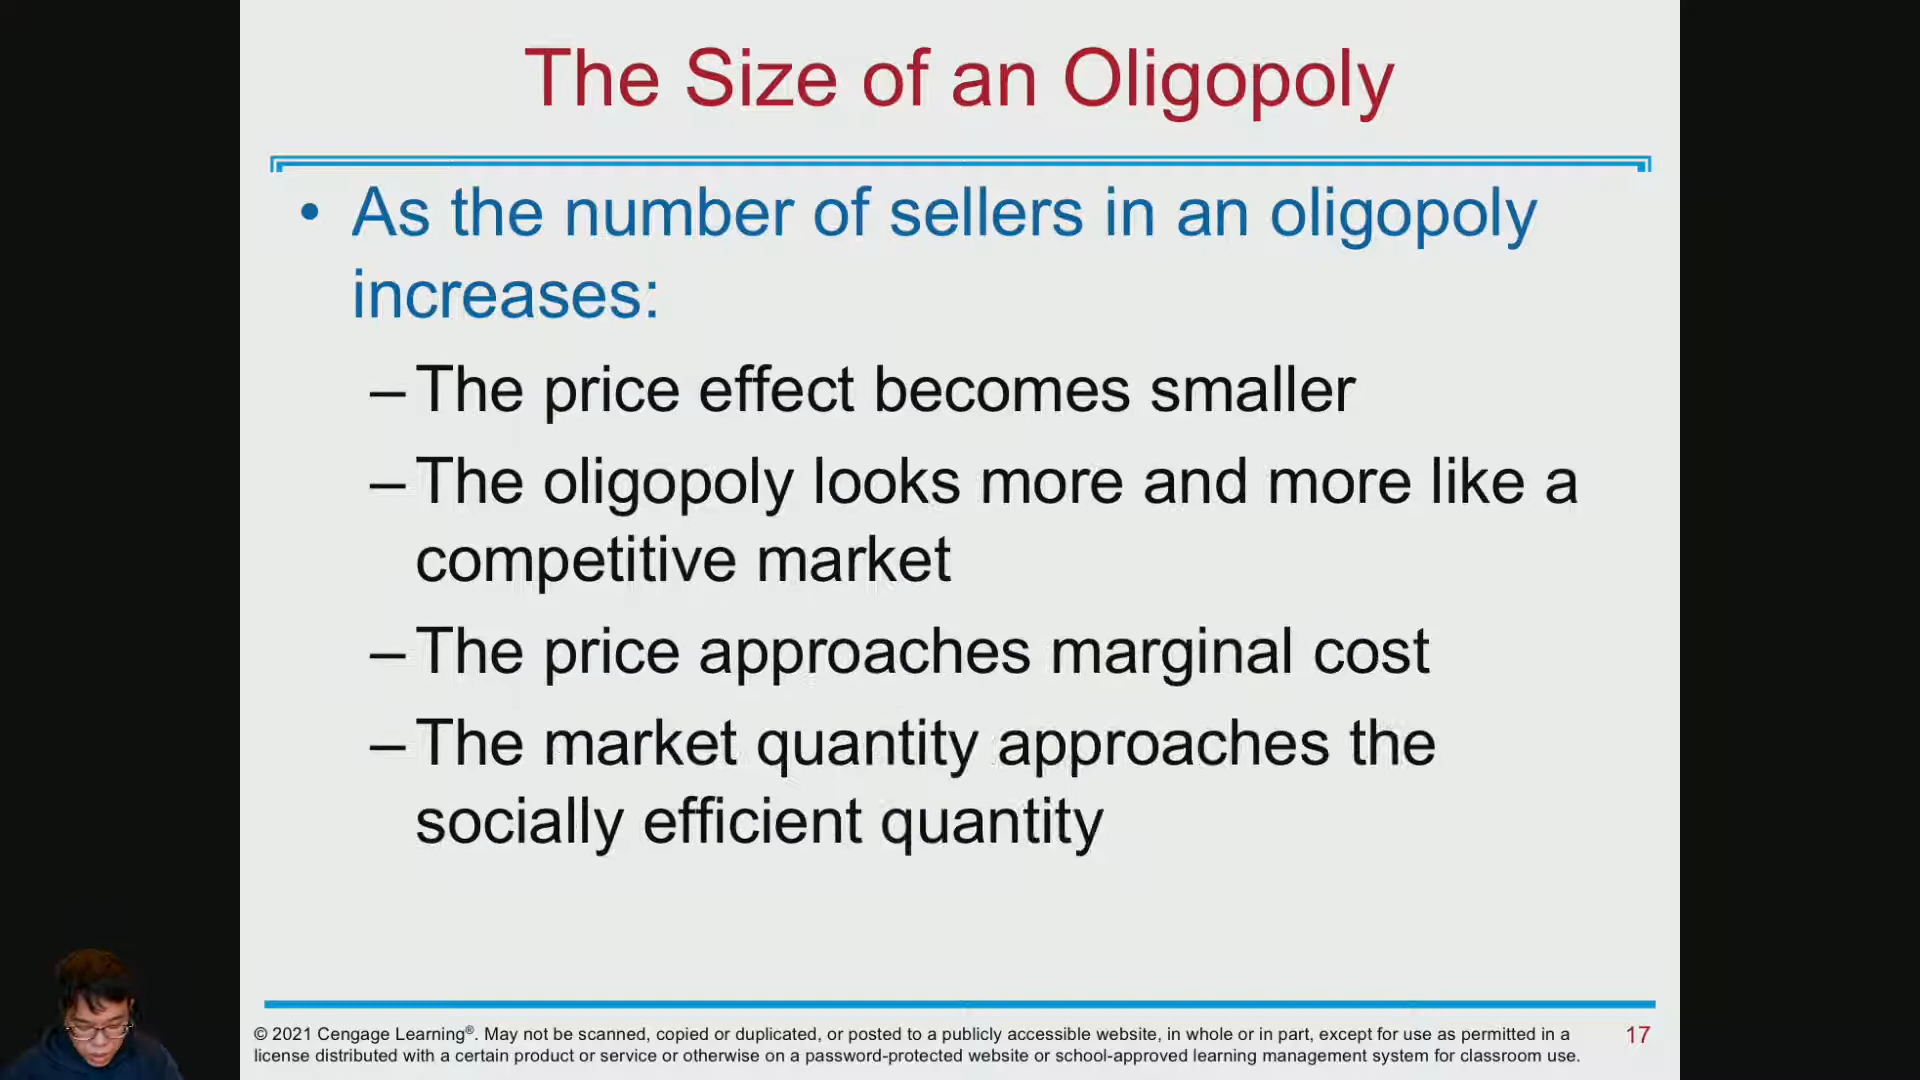 The Size of an Oligopoly
• As the number of sellers in an oligopoly
increases:
– The price effect becomes smaller
– The oligopoly looks more and more like a
competitive market
– The price approaches marginal cost
– The market quantity approaches the
socially efficient quantity
© 2021 Cengage Learning®. May not be scanned, copied or duplicated, or posted to a publicly accessible website, in whole or in part, except for use as permitted in a
license distributed with a certain product or service or otherwise on a password-protected website or school-approved learning management system for classroom use.
17